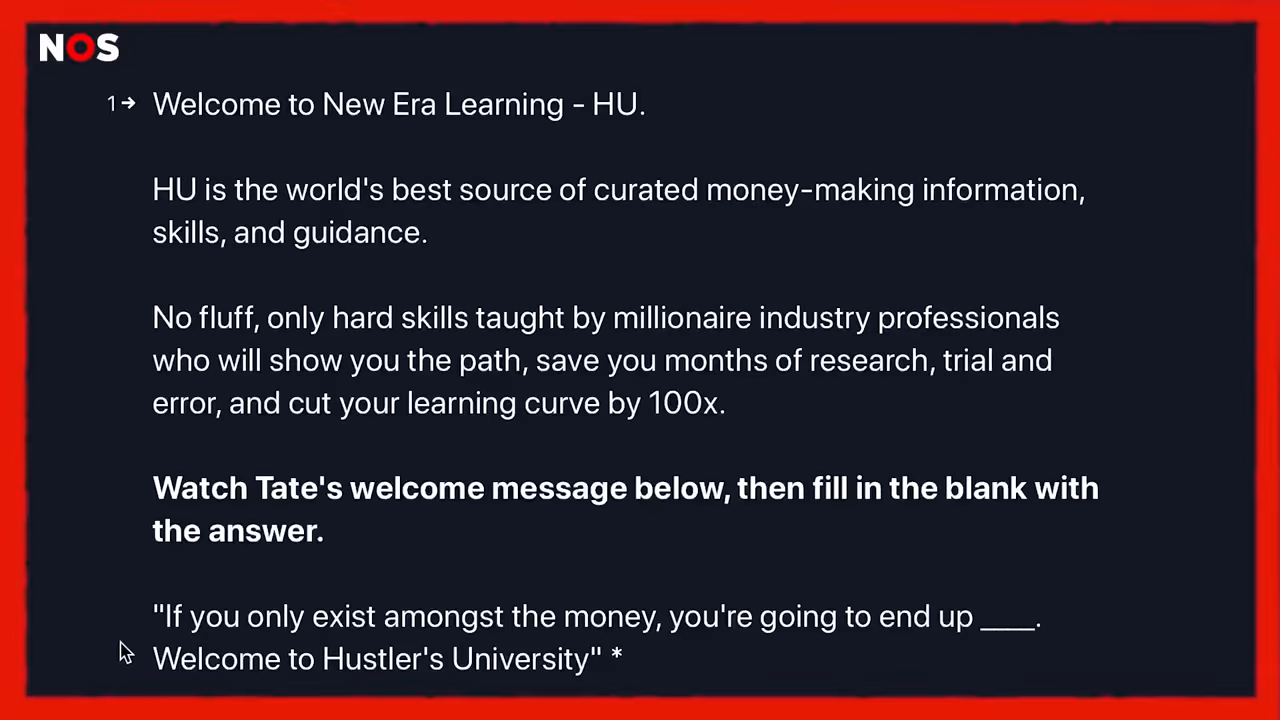 NOS
1→ Welcome to New Era Learning - HU.
HU is the world's best source of curated money-making information,
skills, and guidance.
No fluff, only hard skills taught by millionaire industry professionals
who will show you the path, save you months of research, trial and
error, and cut your learning curve by 100x.
Watch Tate's welcome message below, then fill in the blank with
the answer.
"If you only exist amongst the money, you're going to end up ____.
Welcome to Hustler's University" *